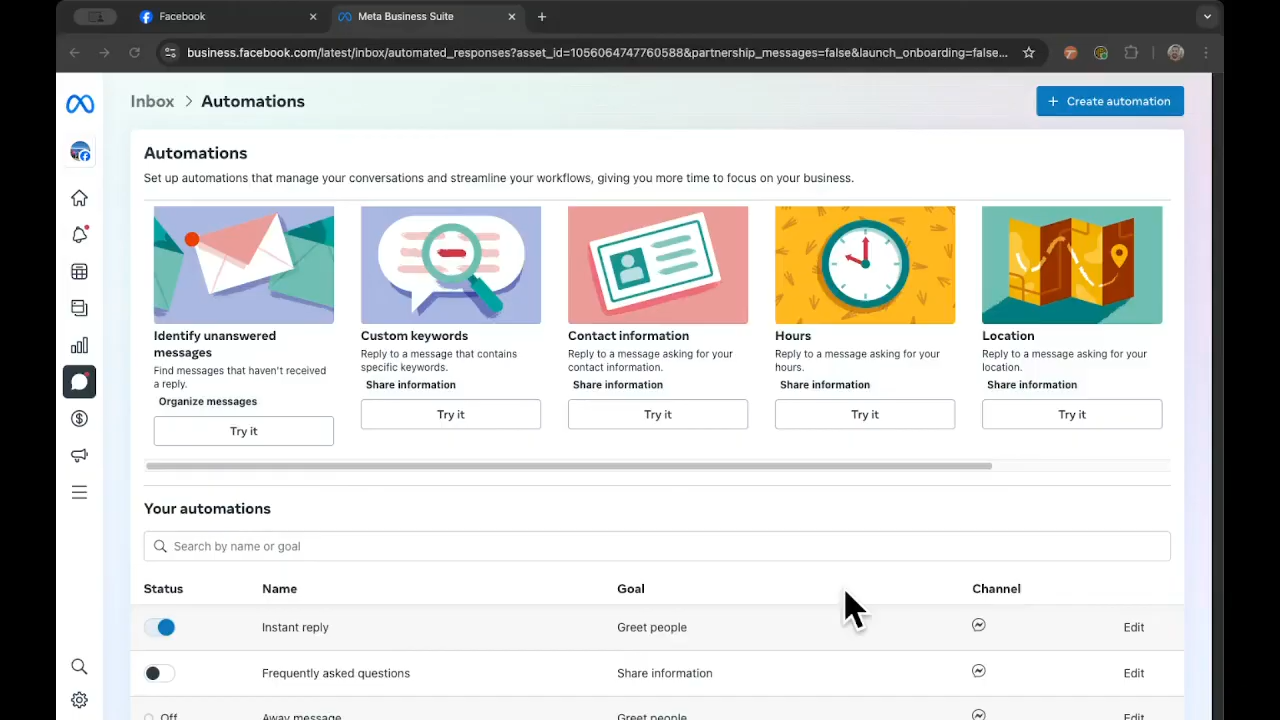 Facebook
Meta Business Suite
business.facebook.com/latest/inbox/automated_responses?asset_id=1056064747760588&partnership_messages=false&launch_onboarding=false...
Inbox > Automations
+ Create automation
Automations
Set up automations that manage your conversations and streamline your workflows, giving you more time to focus on your business.
Identify unanswered
messages
Find messages that haven't received
a reply.
Organize messages
Try it
Custom keywords
Reply to a message that contains
specific keywords.
Share information
Try it
Contact information
Reply to a message asking for your
contact information.
Share information
Try it
Hours
Reply to a message asking for your
hours.
Share information
Try it
Location
Reply to a message asking for your
location.
Share information
Try it
Your automations
Search by name or goal
Status Name Goal Channel
Instant reply Greet people Edit
Frequently asked questions Share information Edit
Off Away message Greet people Edit